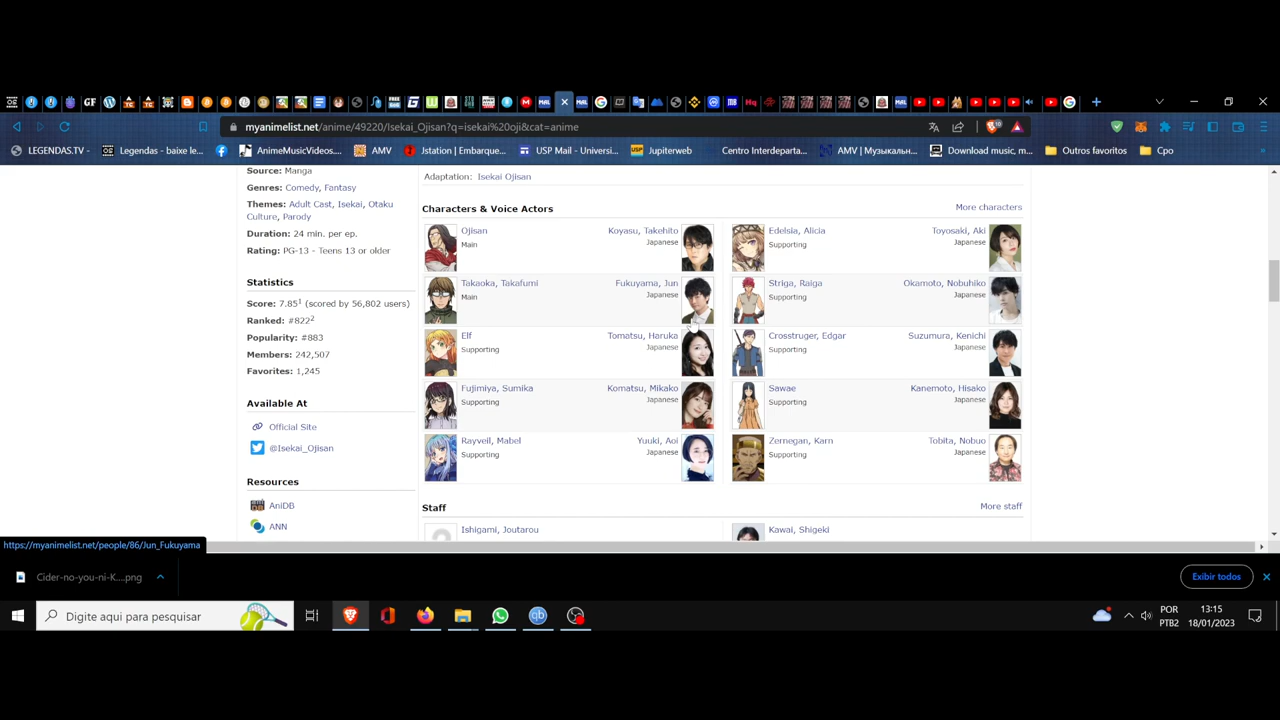 myanimelist.net/anime/49220/Isekai_Ojisan?q=isekai%20oji&cat=anime
LEGENDAS.TV -
Legendas - baixe le...
AnimeMusicVideos....
AMV
Jstation | Embarque...
USP Mail - Universi...
Jupiterweb
Centro Interdeparta...
AMV | Музыкальн...
Download music, m...
Outros favoritos
Cpo
Source: Manga
Genres: Comedy, Fantasy
Themes: Adult Cast, Isekai, Otaku
Culture, Parody
Duration: 24 min. per ep.
Rating: PG-13 - Teens 13 or older
Statistics
Score: 7.85¹ (scored by 56,802 users)
Ranked: #822²
Popularity: #883
Members: 242,507
Favorites: 1,245
Available At
Official Site
@Isekai_Ojisan
Resources
AniDB
ANN
Adaptation: Isekai Ojisan
Characters & Voice Actors
More characters
Ojisan
Main
Koyasu, Takehito
Japanese
Edelsia, Alicia
Supporting
Toyosaki, Aki
Japanese
Takaoka, Takafumi
Main
Fukuyama, Jun
Japanese
Striga, Raiga
Supporting
Okamoto, Nobuhiko
Japanese
Elf
Supporting
Tomatsu, Haruka
Japanese
Crosstruger, Edgar
Supporting
Suzumura, Kenichi
Japanese
Fujimiya, Sumika
Supporting
Komatsu, Mikako
Japanese
Sawae
Supporting
Kanemoto, Hisako
Japanese
Rayveil, Mabel
Supporting
Yuuki, Aoi
Japanese
Zernegan, Karn
Supporting
Tobita, Nobuo
Japanese
Staff
More staff
Ishigami, Joutarou
Kawai, Shigeki
https://myanimelist.net/people/86/Jun_Fukuyama
Cider-no-you-ni-K....png
Exibir todos
Digite aqui para pesquisar
POR
PTB2
13:15
18/01/2023